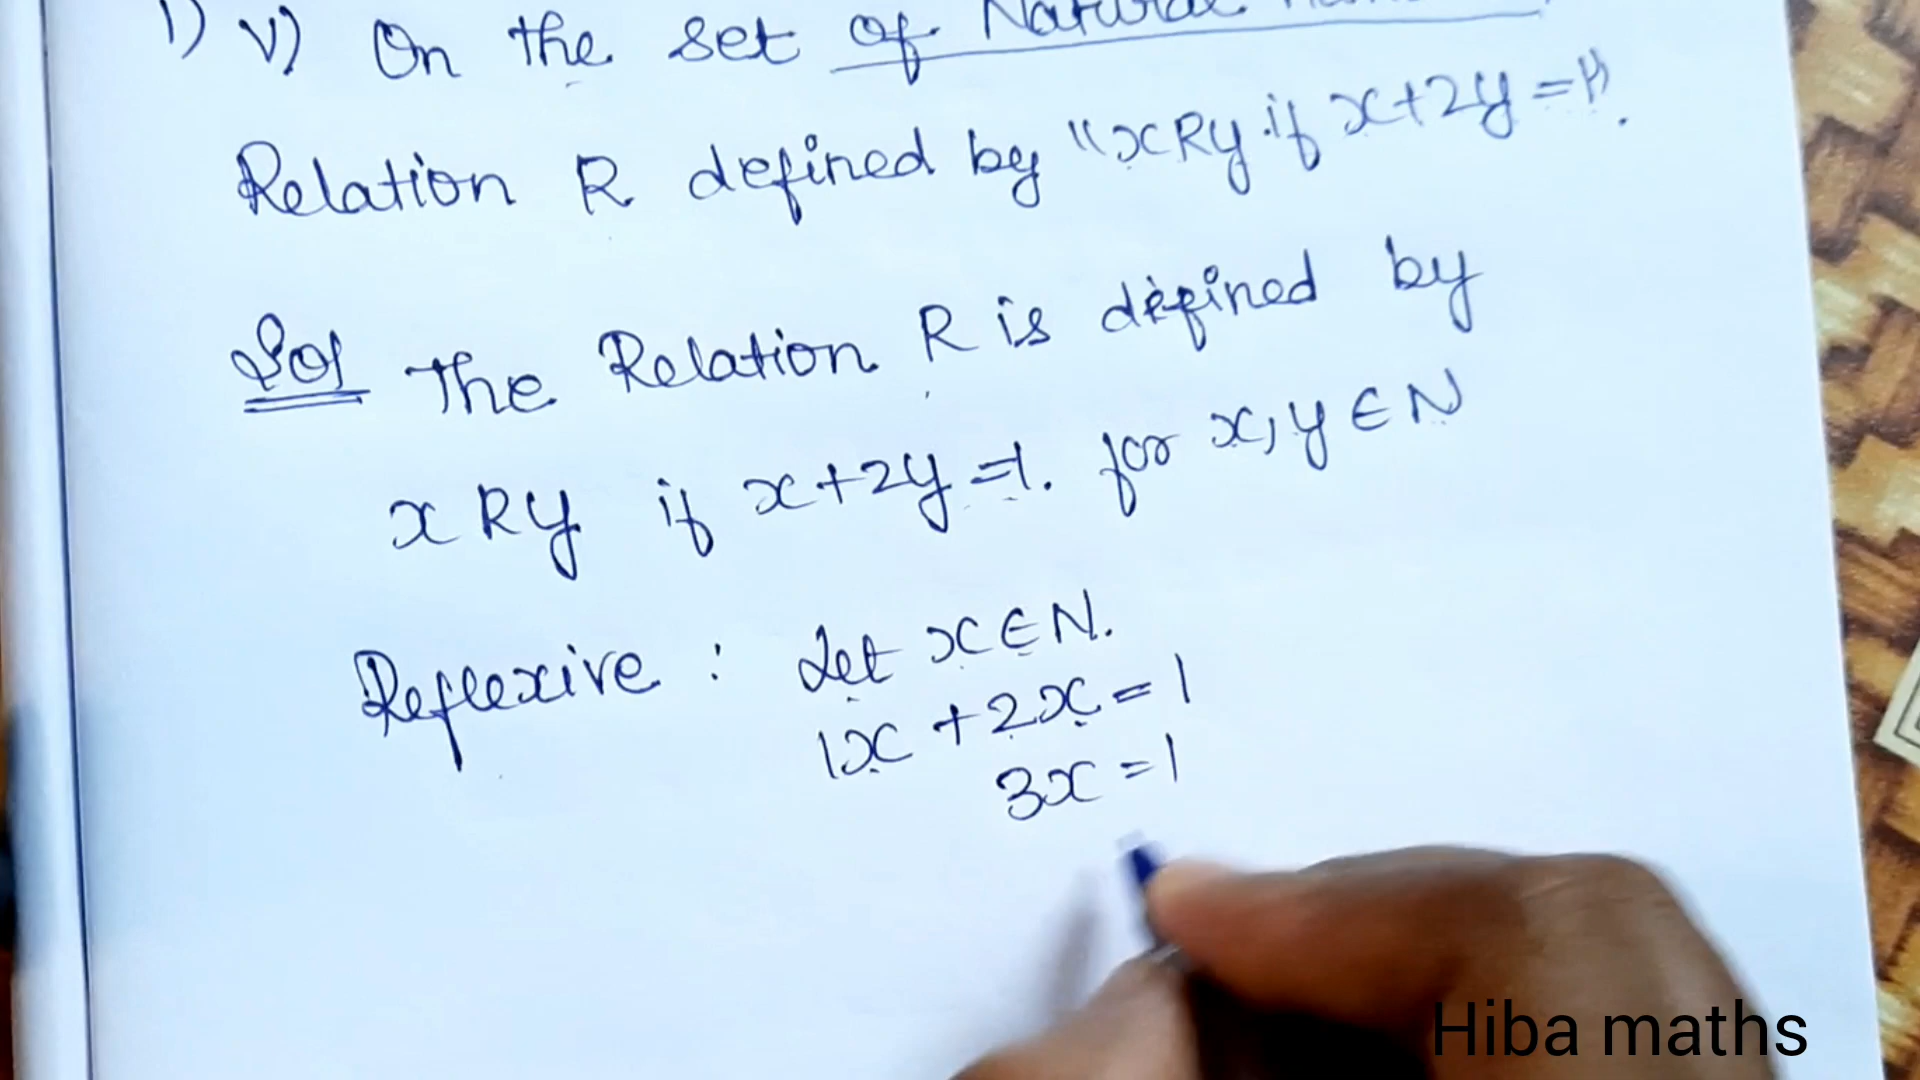 1) v) On the set of Natural
Relation R defined by "xRy if x+2y=1".
Sol The Relation R is defined by
x R y if x+2y=1. for x, y ∈ N
Reflexive : Let x ∈ N.
1x + 2x = 1
3x = 1
Hiba maths